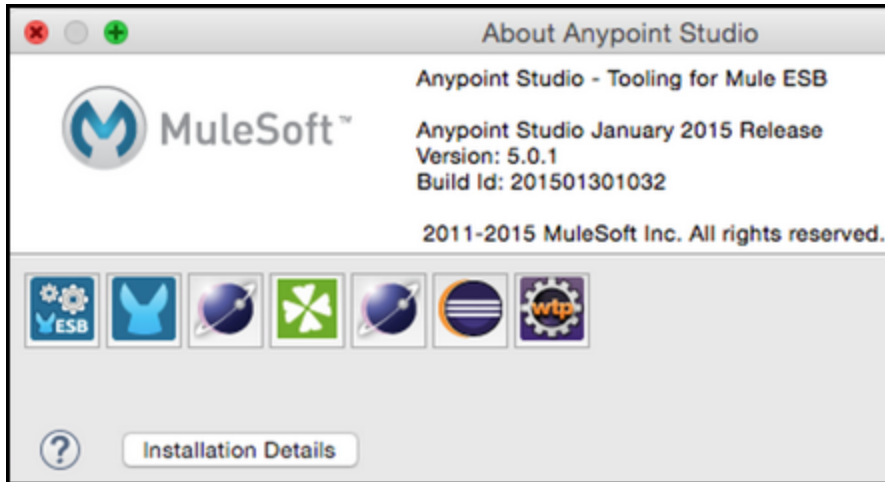 About Anypoint Studio
MuleSoft™
Anypoint Studio - Tooling for Mule ESB
Anypoint Studio January 2015 Release
Version: 5.0.1
Build Id: 201501301032
2011-2015 MuleSoft Inc. All rights reserved.
ESB
wtp
?
Installation Details